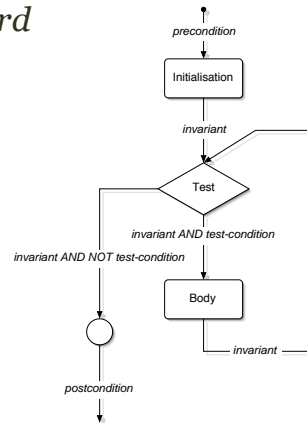 rd
precondition
Initialisation
invariant
Test
invariant AND test-condition
invariant AND NOT test-condition
Body
invariant
postcondition